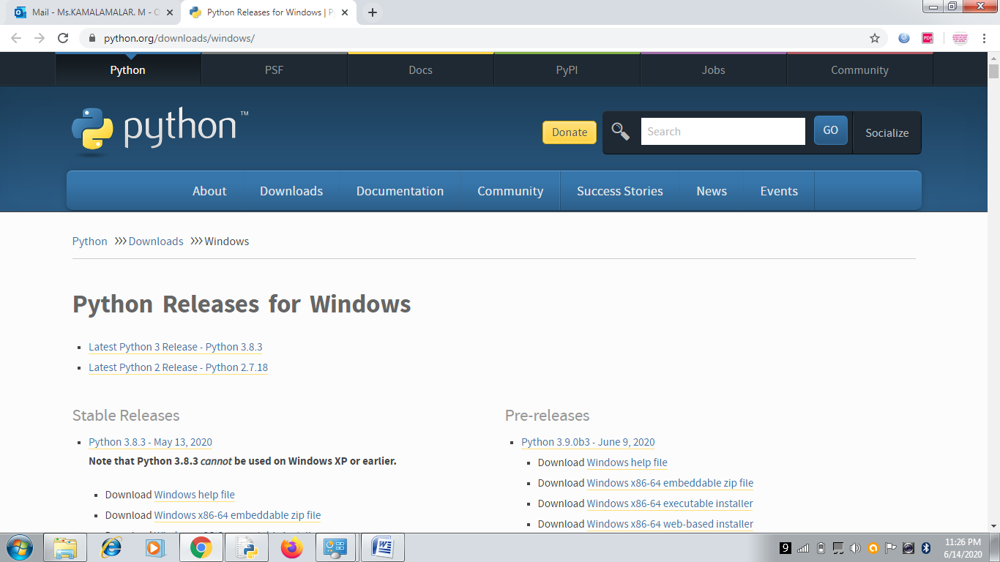 Mail - Ms.KAMALAMALAR. M - O
Python Releases for Windows | Py
python.org/downloads/windows/
PDF
Python PSF Docs PyPI Jobs Community
python™
Donate Search GO Socialize
About Downloads Documentation Community Success Stories News Events
Python >>> Downloads >>> Windows
Python Releases for Windows
Latest Python 3 Release - Python 3.8.3
Latest Python 2 Release - Python 2.7.18
Stable Releases
Python 3.8.3 - May 13, 2020
Note that Python 3.8.3 cannot be used on Windows XP or earlier.
Download Windows help file
Download Windows x86-64 embeddable zip file
Pre-releases
Python 3.9.0b3 - June 9, 2020
Download Windows help file
Download Windows x86-64 embeddable zip file
Download Windows x86-64 executable installer
Download Windows x86-64 web-based installer
9
11:26 PM
6/14/2020